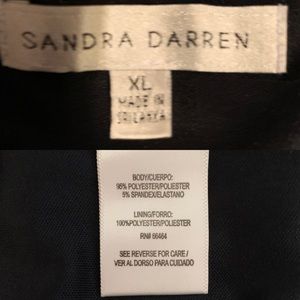 SANDRA DARREN
XL
MADE IN
SRI LANKA
BODY/CUERPO:
95% POLYESTER/POLIESTER
5% SPANDEX/ELASTANO
LINING/FORRO:
100%POLYESTER/POLIESTER
RN# 66464
SEE REVERSE FOR CARE /
VER AL DORSO PARA CUIDADO